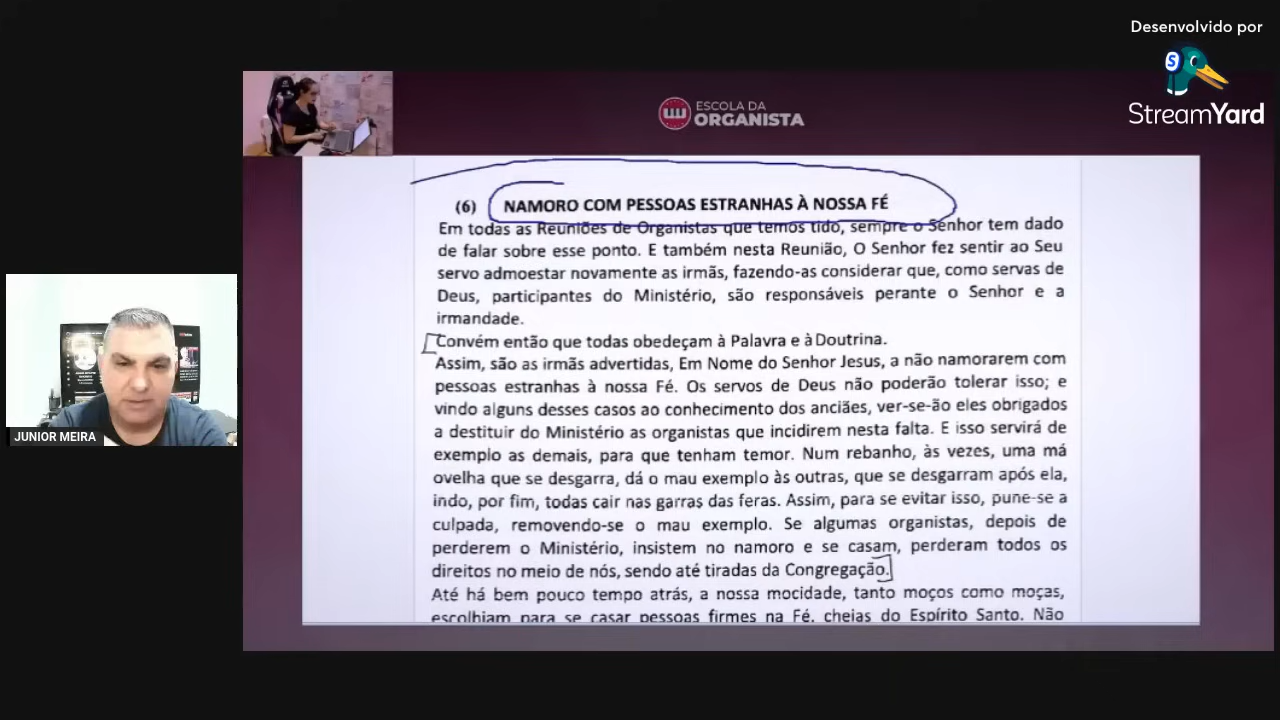 Desenvolvido por
StreamYard
ESCOLA DA
ORGANISTA
(6) NAMORO COM PESSOAS ESTRANHAS À NOSSA FÉ
Em todas as Reuniões de Organistas que temos tido, sempre o Senhor tem dado
de falar sobre esse ponto. E também nesta Reunião, O Senhor fez sentir ao Seu
servo admoestar novamente as irmãs, fazendo-as considerar que, como servas de
Deus, participantes do Ministério, são responsáveis perante o Senhor e a
irmandade.
Convém então que todas obedeçam à Palavra e à Doutrina.
Assim, são as irmãs advertidas, Em Nome do Senhor Jesus, a não namorarem com
pessoas estranhas à nossa Fé. Os servos de Deus não poderão tolerar isso; e
vindo alguns desses casos ao conhecimento dos anciães, ver-se-ão eles obrigados
a destituir do Ministério as organistas que incidirem nesta falta. E isso servirá de
exemplo as demais, para que tenham temor. Num rebanho, às vezes, uma má
ovelha que se desgarra, dá o mau exemplo às outras, que se desgarram após ela,
indo, por fim, todas cair nas garras das feras. Assim, para se evitar isso, pune-se a
culpada, removendo-se o mau exemplo. Se algumas organistas, depois de
perderem o Ministério, insistem no namoro e se casam, perderam todos os
direitos no meio de nós, sendo até tiradas da Congregação.
Até há bem pouco tempo atrás, a nossa mocidade, tanto moços como moças,
escolhiam para se casar pessoas firmes na Fé, cheias do Espírito Santo. Não
JUNIOR MEIRA